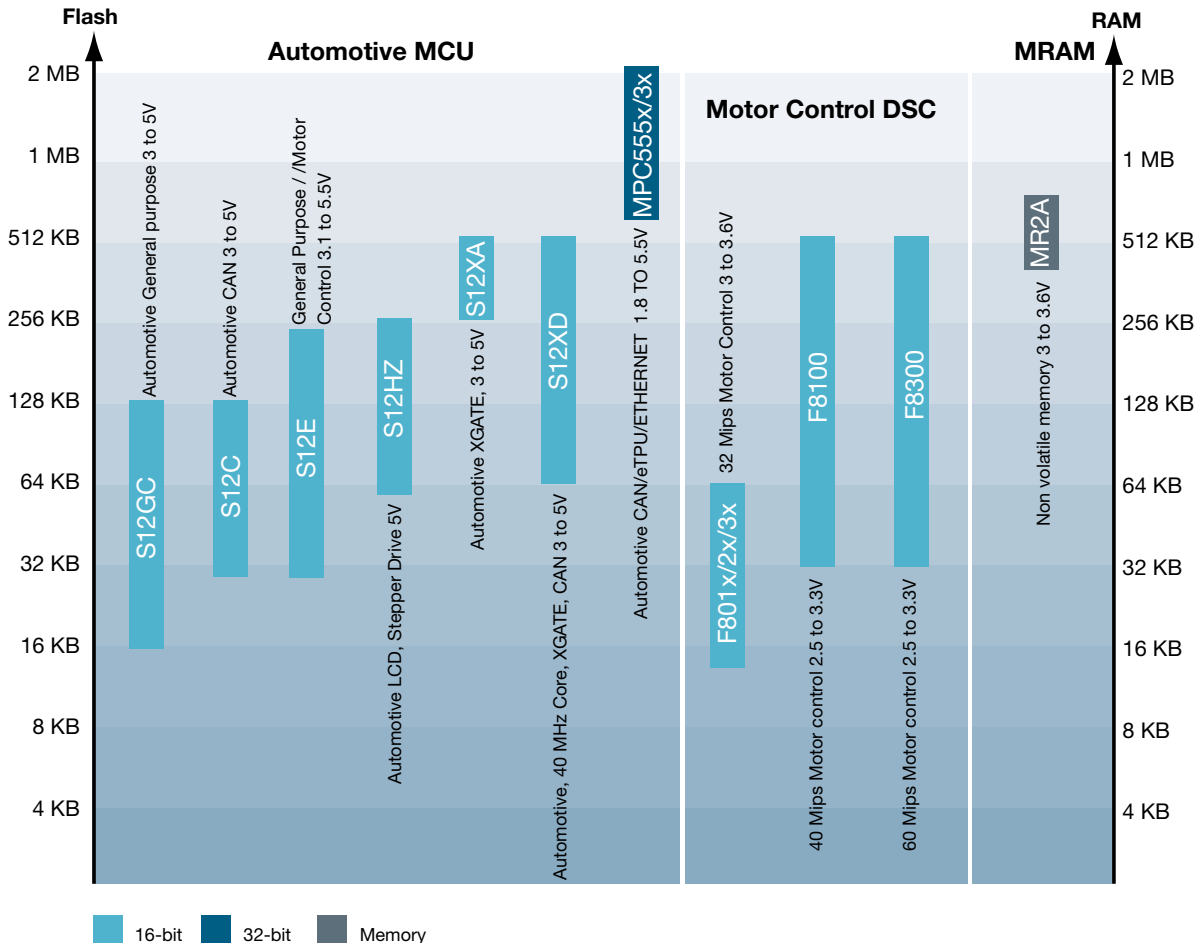 Flash
RAM
Automotive MCU
MRAM
Motor Control DSC
2 MB
1 MB
512 KB
256 KB
128 KB
64 KB
32 KB
16 KB
8 KB
4 KB
S12GC
Automotive General purpose 3 to 5V
S12C
Automotive CAN 3 to 5V
S12E
General Purpose / /Motor
Control 3.1 to 5.5V
S12HZ
Automotive LCD, Stepper Drive 5V
S12XA
Automotive XGATE, 3 to 5V
S12XD
Automotive, 40 MHz Core, XGATE, CAN 3 to 5V
MPC555x/3x
Automotive CAN/eTPU/ETHERNET 1.8 TO 5.5V
F801x/2x/3x
32 Mips Motor Control 3 to 3.6V
F8100
40 Mips Motor control 2.5 to 3.3V
F8300
60 Mips Motor control 2.5 to 3.3V
MR2A
Non volatile memory 3 to 3.6V
2 MB
1 MB
512 KB
256 KB
128 KB
64 KB
32 KB
16 KB
8 KB
4 KB
16-bit
32-bit
Memory